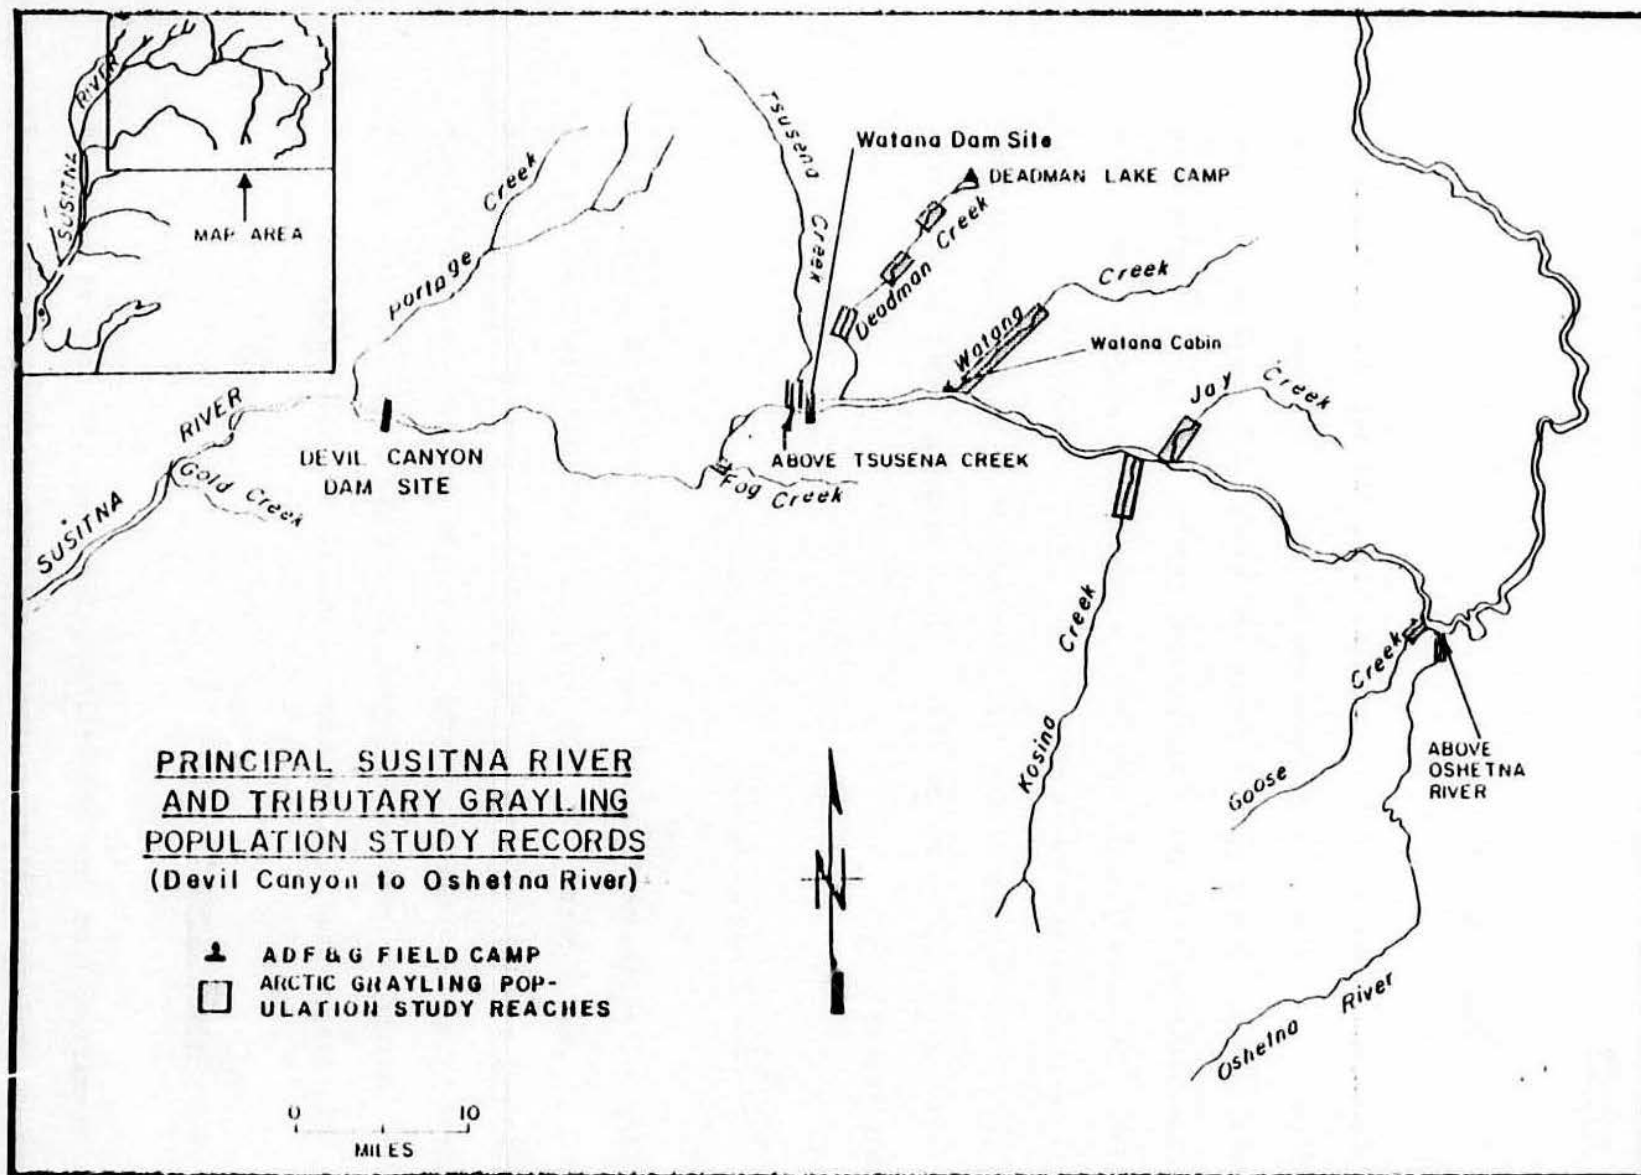 RIVER
SUSITNA
MAP AREA
Tsusena
Creek
Watana Dam Site
DEADMAN LAKE CAMP
Portage
Creek
Deadman
Creek
Watana
Creek
Watana Cabin
Jay
Creek
SUSITNA
RIVER
Gold Creek
DEVIL CANYON
DAM SITE
ABOVE TSUSENA CREEK
Fog Creek
Kosina
Creek
Goose
Creek
ABOVE
OSHETNA
RIVER
Oshetna
River
PRINCIPAL SUSITNA RIVER
AND TRIBUTARY GRAYLING
POPULATION STUDY RECORDS
(Devil Canyon to Oshetna River)
N
ADF&G FIELD CAMP
ARCTIC GRAYLING POP-
ULATION STUDY REACHES
0 10
MILES